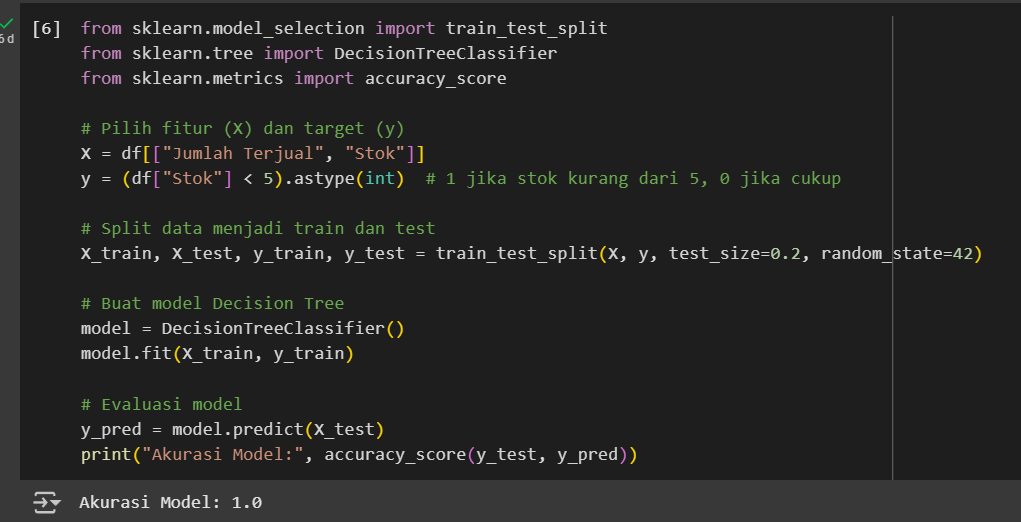 6d
[6] from sklearn.model_selection import train_test_split
from sklearn.tree import DecisionTreeClassifier
from sklearn.metrics import accuracy_score
# Pilih fitur (X) dan target (y)
X = df[["Jumlah Terjual", "Stok"]]
y = (df["Stok"] < 5).astype(int)  # 1 jika stok kurang dari 5, 0 jika cukup
# Split data menjadi train dan test
X_train, X_test, y_train, y_test = train_test_split(X, y, test_size=0.2, random_state=42)
# Buat model Decision Tree
model = DecisionTreeClassifier()
model.fit(X_train, y_train)
# Evaluasi model
y_pred = model.predict(X_test)
print("Akurasi Model:", accuracy_score(y_test, y_pred))
Akurasi Model: 1.0